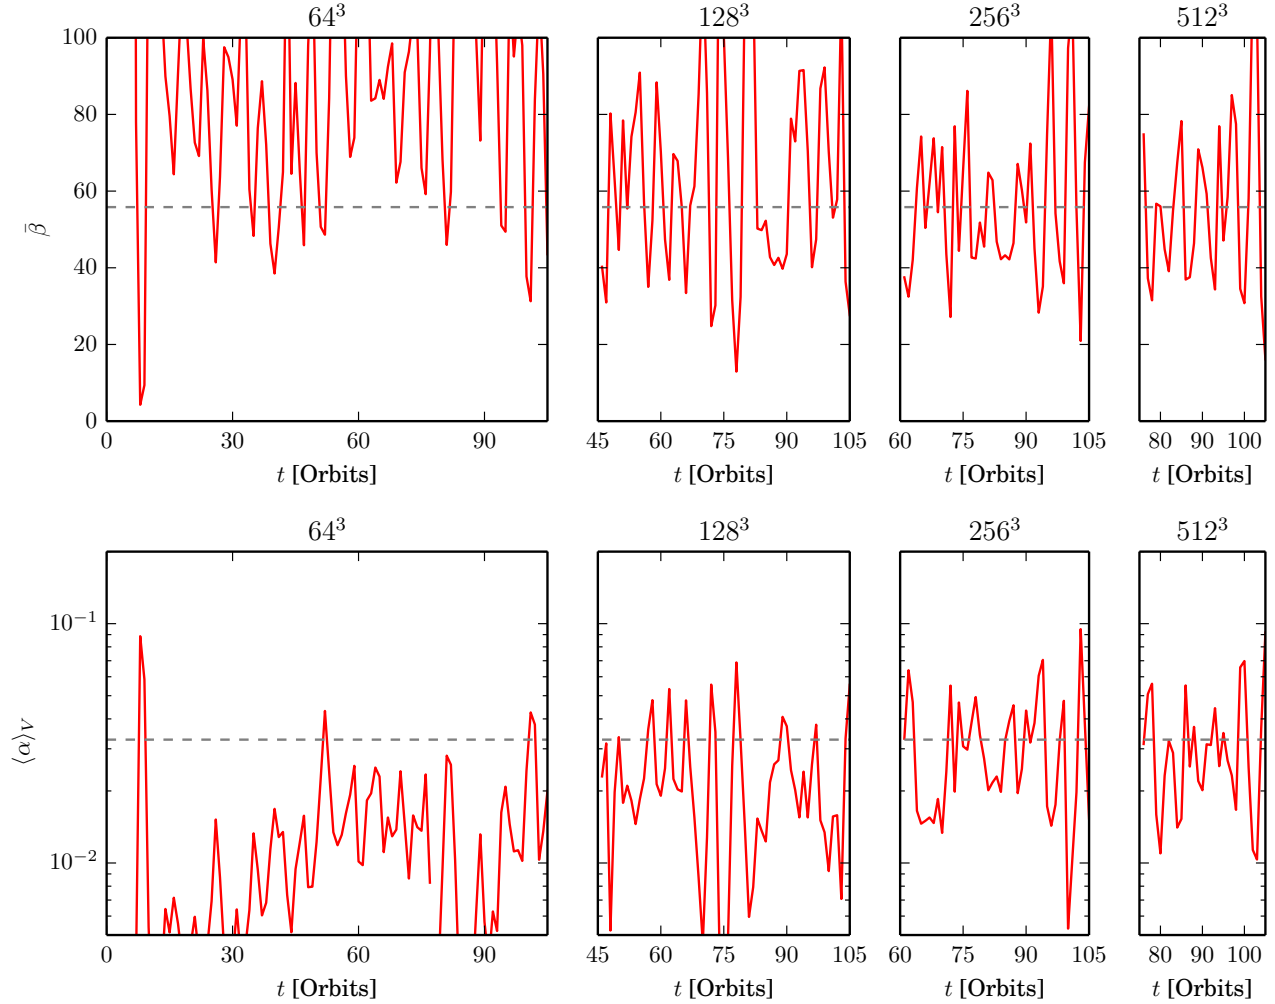 64³ 128³ 256³ 512³
100
80
60
40
20
0
β̄
0 30 60 90 45 60 75 90 105 60 75 90 105 80 90 100
t [Orbits] t [Orbits] t [Orbits] t [Orbits]
64³ 128³ 256³ 512³
10⁻¹
10⁻²
⟨α⟩_V
0 30 60 90 45 60 75 90 105 60 75 90 105 80 90 100
t [Orbits] t [Orbits] t [Orbits] t [Orbits]